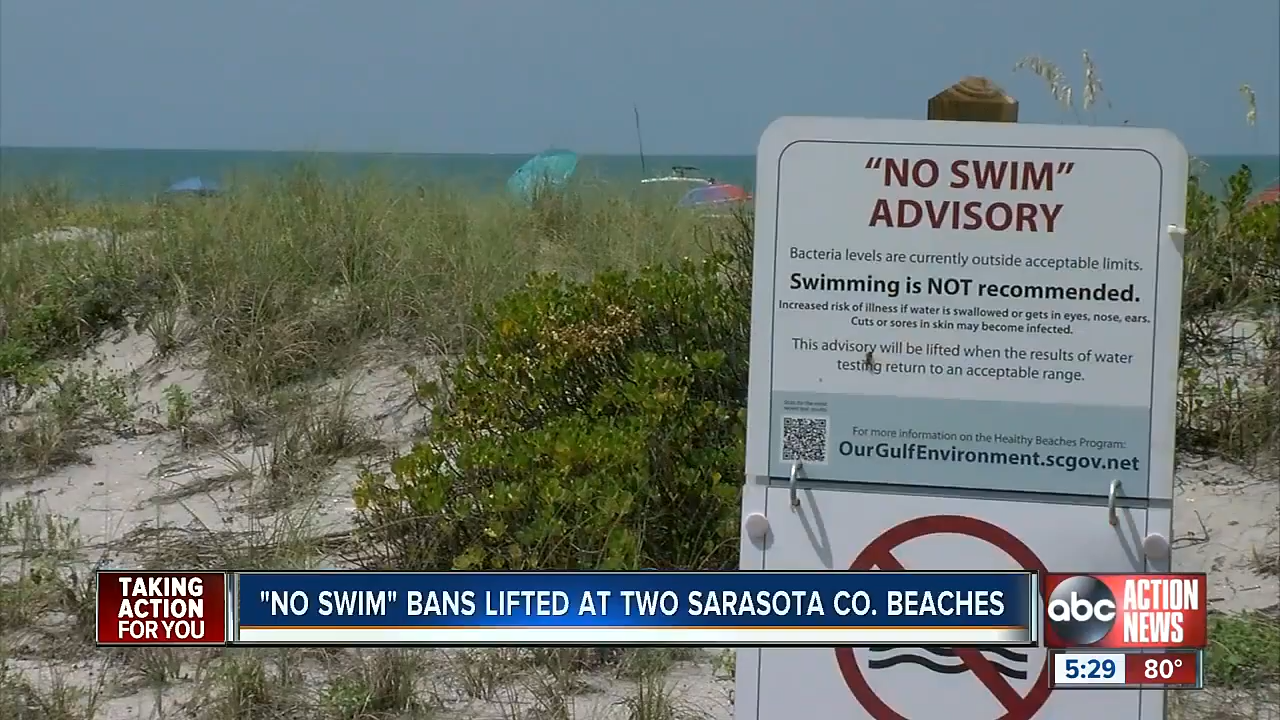 “NO SWIM”
ADVISORY
Bacteria levels are currently outside acceptable limits.
Swimming is NOT recommended.
Increased risk of illness if water is swallowed or gets in eyes, nose, ears.
Cuts or sores in skin may become infected.
This advisory will be lifted when the results of water
testing return to an acceptable range.
For more information on the Healthy Beaches Program:
OurGulfEnvironment.scgov.net
TAKING
ACTION
FOR YOU
"NO SWIM" BANS LIFTED AT TWO SARASOTA CO. BEACHES
abc
ACTION
NEWS
5:29
80°